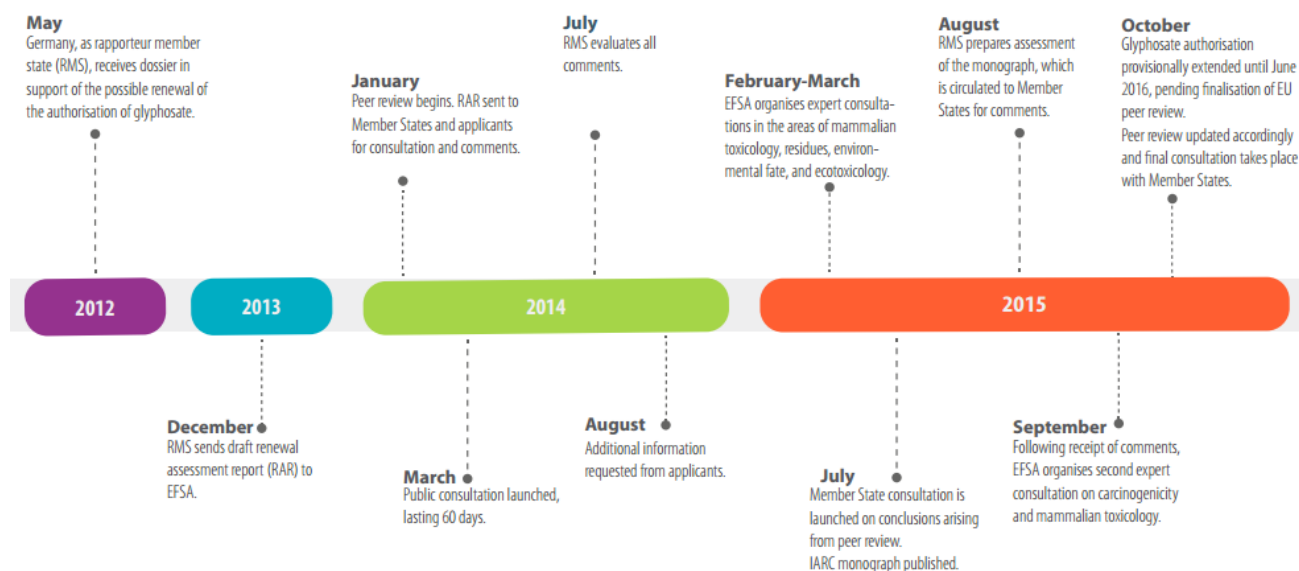 May
Germany, as rapporteur member
state (RMS), receives dossier in
support of the possible renewal of
the authorisation of glyphosate.
January
Peer review begins. RAR sent to
Member States and applicants
for consultation and comments.
July
RMS evaluates all
comments.
February-March
EFSA organises expert consulta-
tions in the areas of mammalian
toxicology, residues, environ-
mental fate, and ecotoxicology.
August
RMS prepares assessment
of the monograph, which
is circulated to Member
States for comments.
October
Glyphosate authorisation
provisionally extended until June
2016, pending finalisation of EU
peer review.
Peer review updated accordingly
and final consultation takes place
with Member States.
2012
2013
2014
2015
December
RMS sends draft renewal
assessment report (RAR) to
EFSA.
March
Public consultation launched,
lasting 60 days.
August
Additional information
requested from applicants.
July
Member State consultation is
launched on conclusions arising
from peer review.
IARC monograph published.
September
Following receipt of comments,
EFSA organises second expert
consultation on carcinogenicity
and mammalian toxicology.